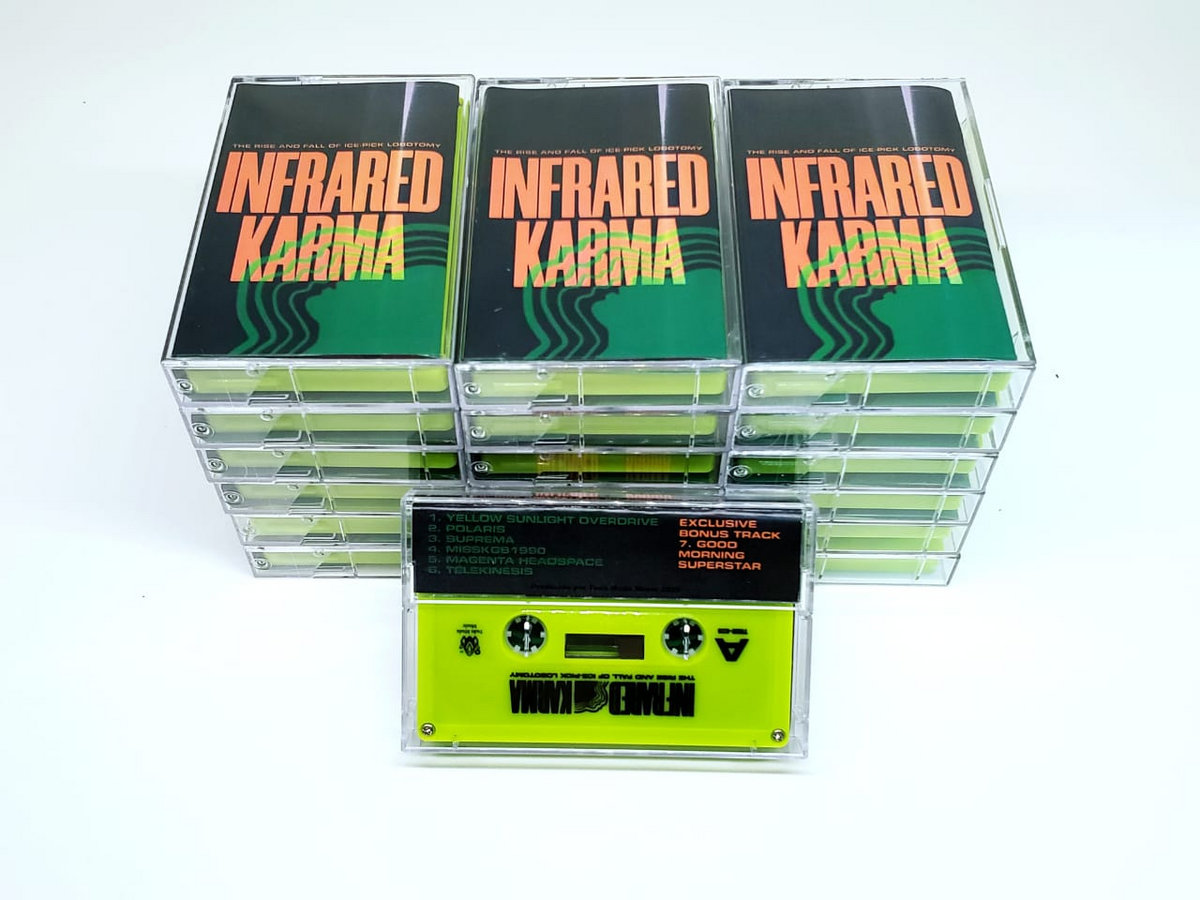 THE RISE AND FALL OF ICE-PICK LOBOTOMY
INFRARED
KARMA
THE RISE AND FALL OF ICE-PICK LOBOTOMY
INFRARED
KARMA
THE RISE AND FALL OF ICE-PICK LOBOTOMY
INFRARED
KARMA
1. YELLOW SUNLIGHT OVERDRIVE
2. POLARIS
3. SUPREMA
4. MISSKGB1990
5. MAGENTA HEADSPACE
6. TELEKINESIS
EXCLUSIVE
BONUS TRACK
7. GOOD
MORNING
SUPERSTAR
A
INFRARED KARMA
THE RISE AND FALL OF ICE-PICK LOBOTOMY